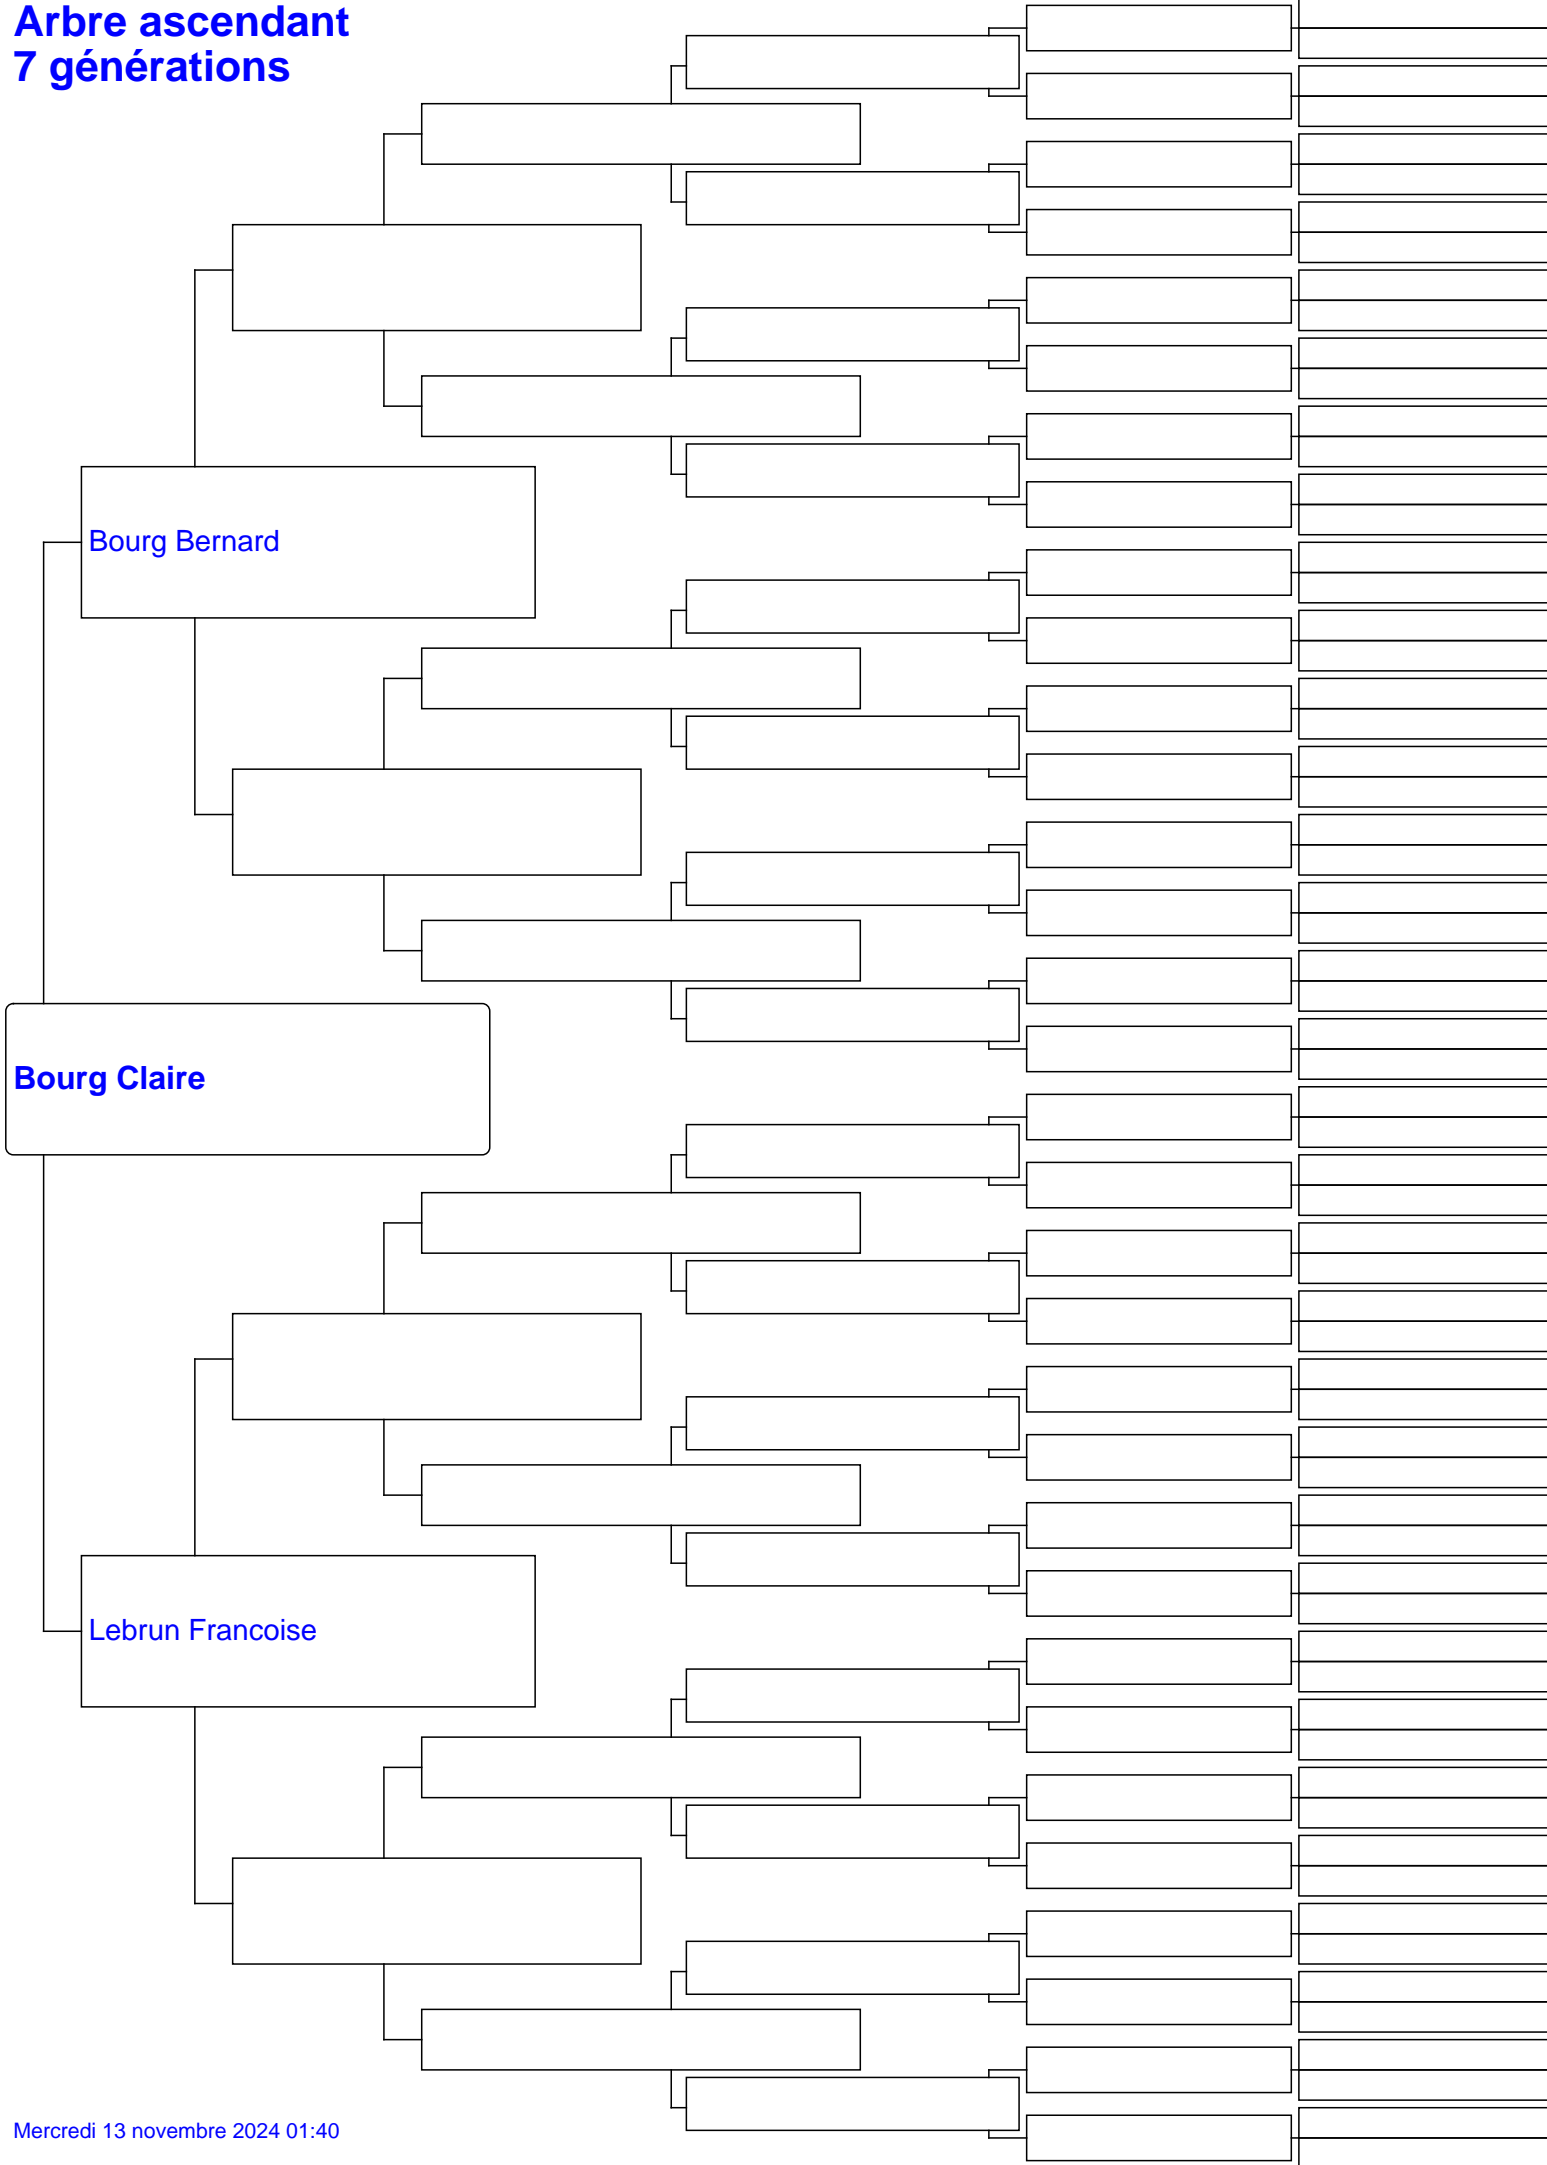 Arbre ascendant
7 générations
Bourg Bernard
Bourg Claire
Lebrun Francoise
Mercredi 13 novembre 2024 01:40